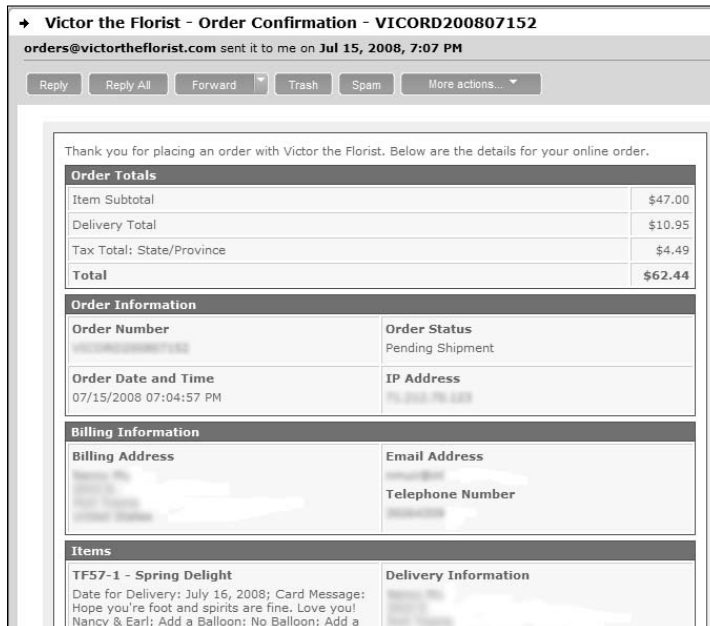 Victor the Florist - Order Confirmation - VICORD200807152
orders@victortheflorist.com sent it to me on Jul 15, 2008, 7:07 PM
Reply Reply All Forward Trash Spam More actions...
Thank you for placing an order with Victor the Florist. Below are the details for your online order.
Order Totals
Item Subtotal $47.00
Delivery Total $10.95
Tax Total: State/Province $4.49
Total $62.44
Order Information
Order Number Order Status
Pending Shipment
Order Date and Time IP Address
07/15/2008 07:04:57 PM
Billing Information
Billing Address Email Address
Telephone Number
Items
TF57-1 - Spring Delight Delivery Information
Date for Delivery: July 16, 2008; Card Message:
Hope you're foot and spirits are fine. Love you!
Nancy & Earl; Add a Balloon: No Balloon; Add a